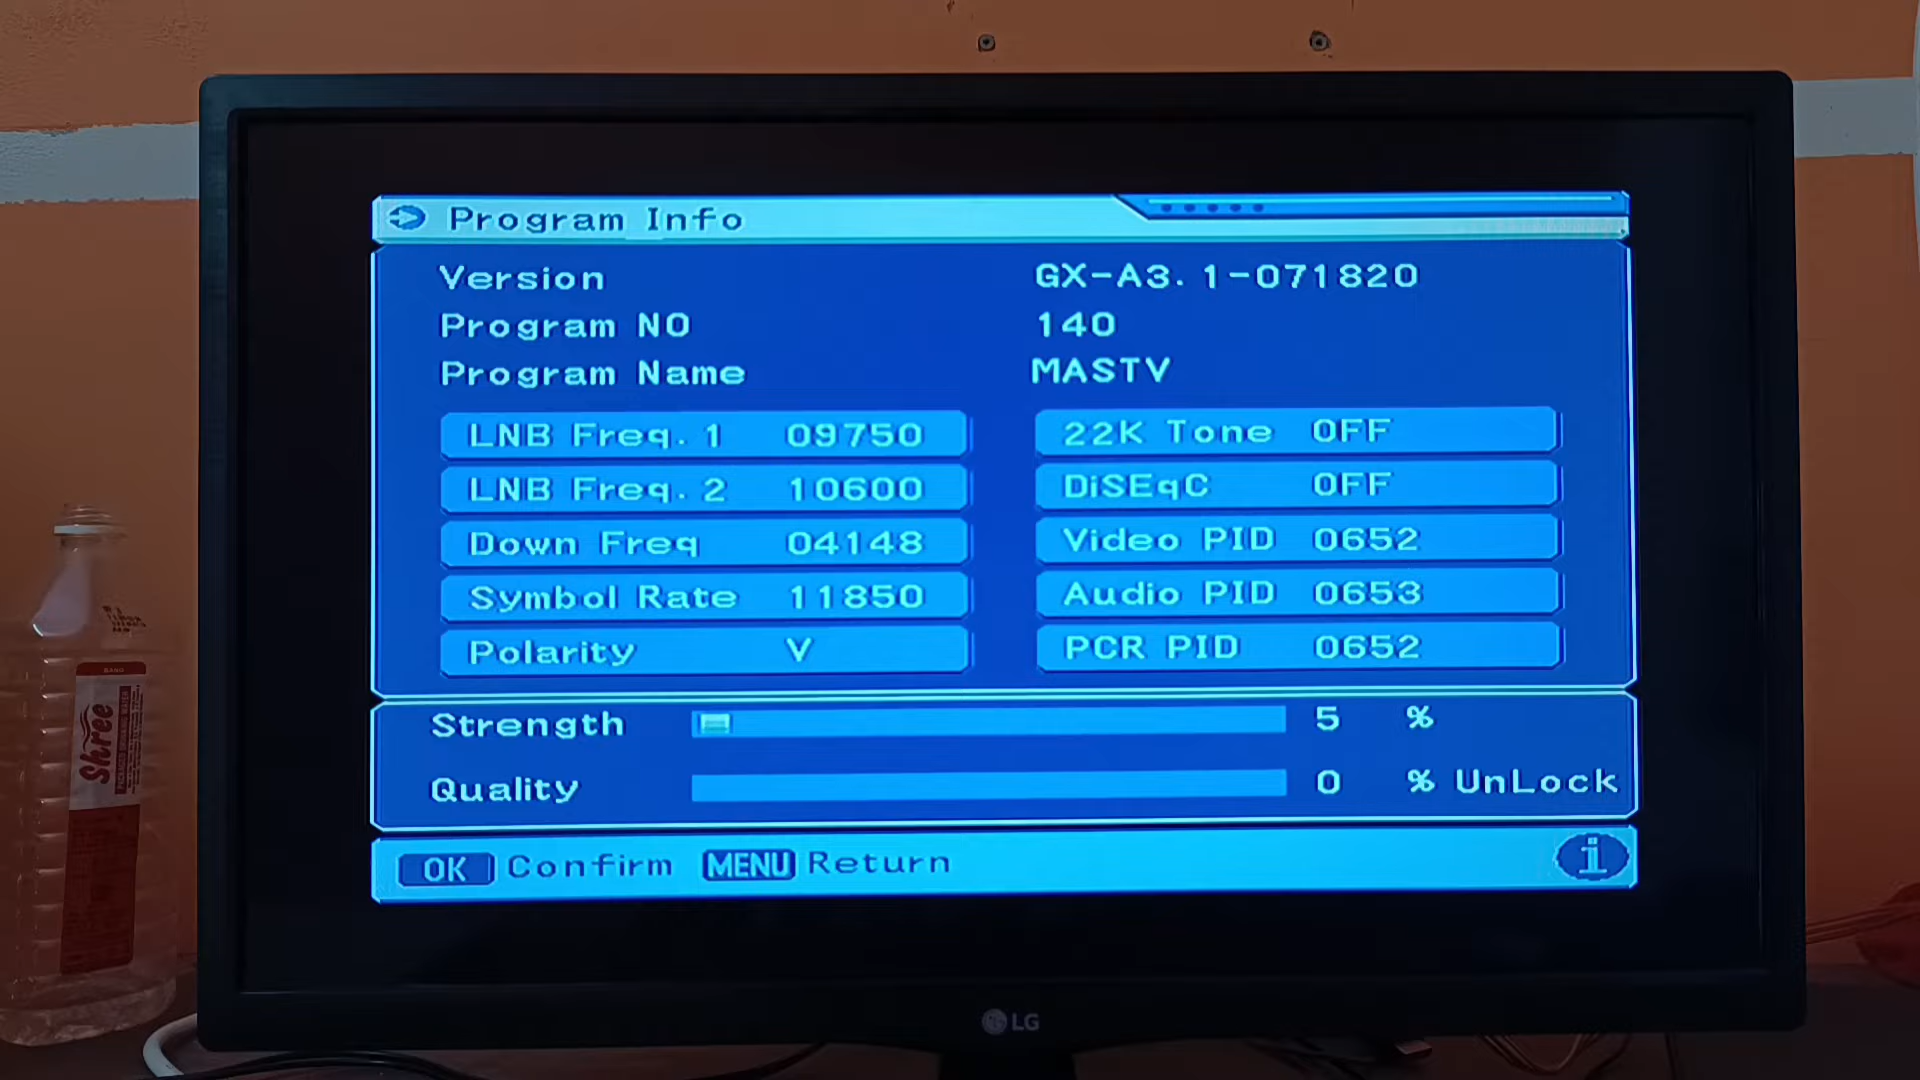 Program Info
Version GX-A3.1-071820
Program NO 140
Program Name MASTV
LNB Freq. 1 09750 22K Tone OFF
LNB Freq. 2 10600 DiSEqC OFF
Down Freq 04148 Video PID 0652
Symbol Rate 11850 Audio PID 0653
Polarity V PCR PID 0652
Strength 5 %
Quality 0 % UnLock
OK Confirm MENU Return i
LG
Shree